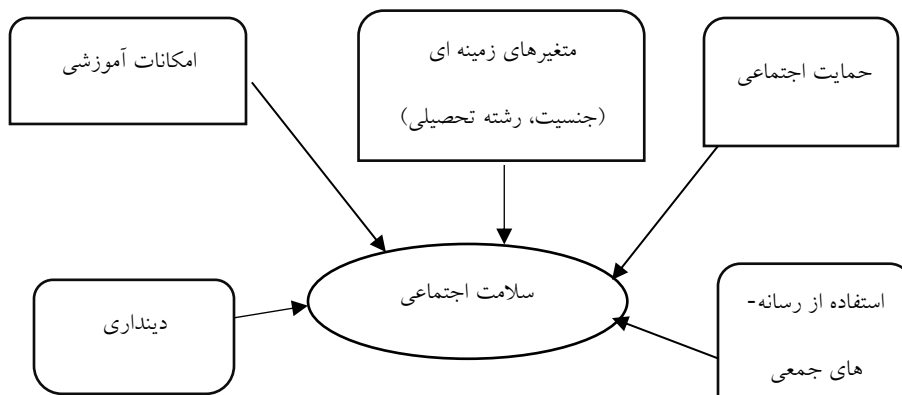 حمایت اجتماعی
متغیرهای زمینه ای
(جنسیت، رشته تحصیلی)
امکانات آموزشی
سلامت اجتماعی
استفاده از رسانه-
های جمعی
دینداری